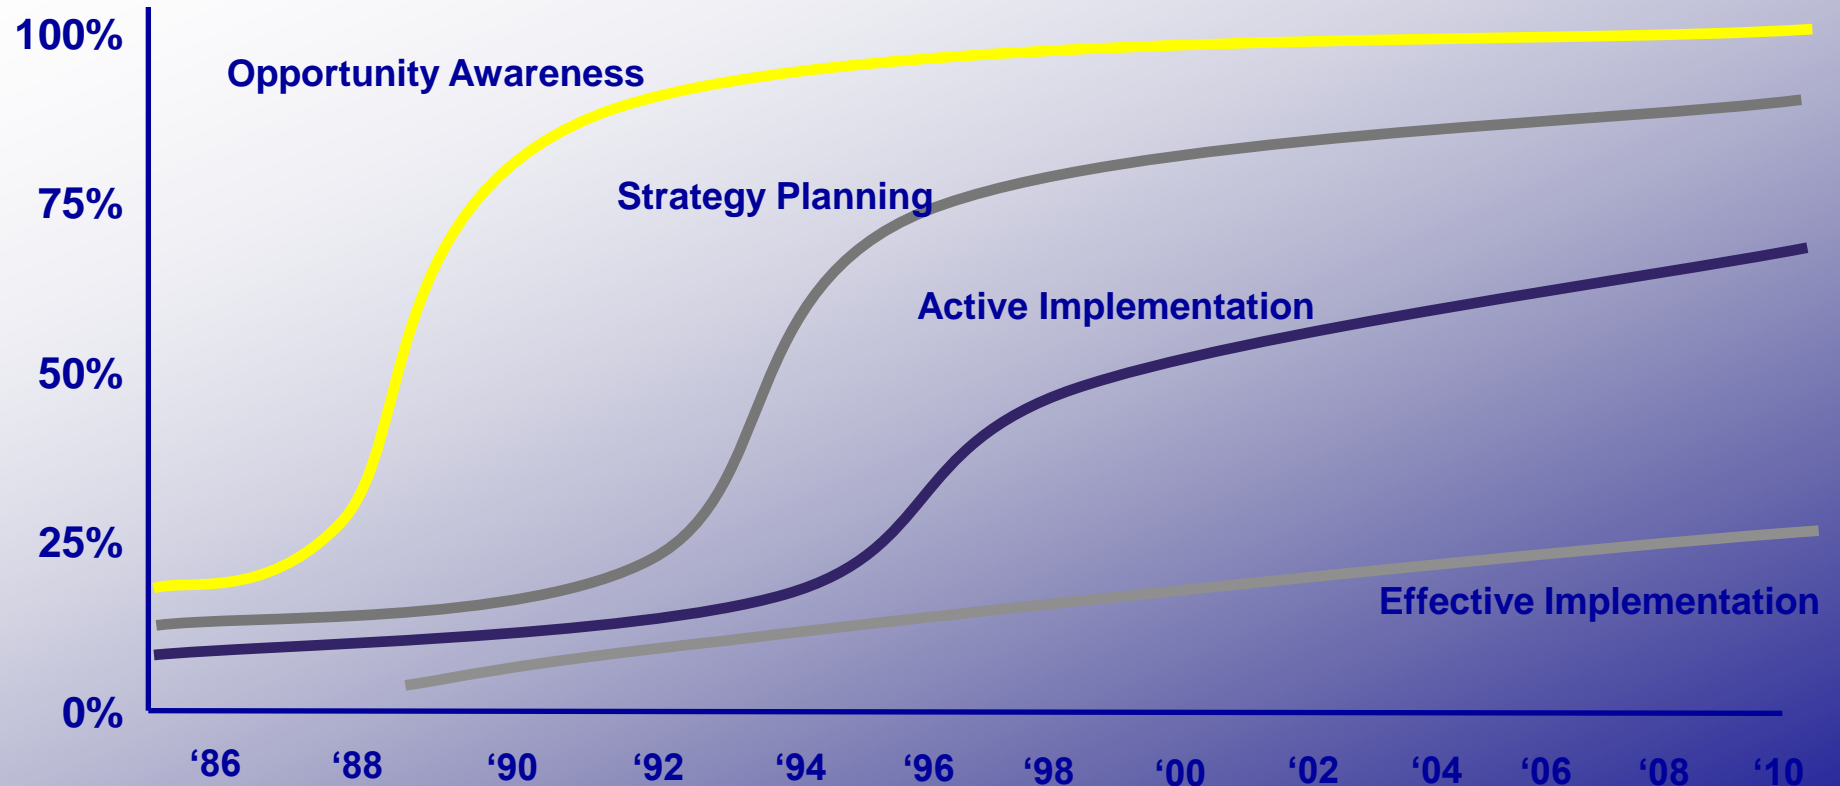 100%
Opportunity Awareness
75%
Strategy Planning
Active Implementation
50%
25%
Effective Implementation
0%
‘86 ‘88 ‘90 ‘92 ‘94 ‘96 ‘98 ‘00 ‘02 ‘04 ‘06 ‘08 ‘10